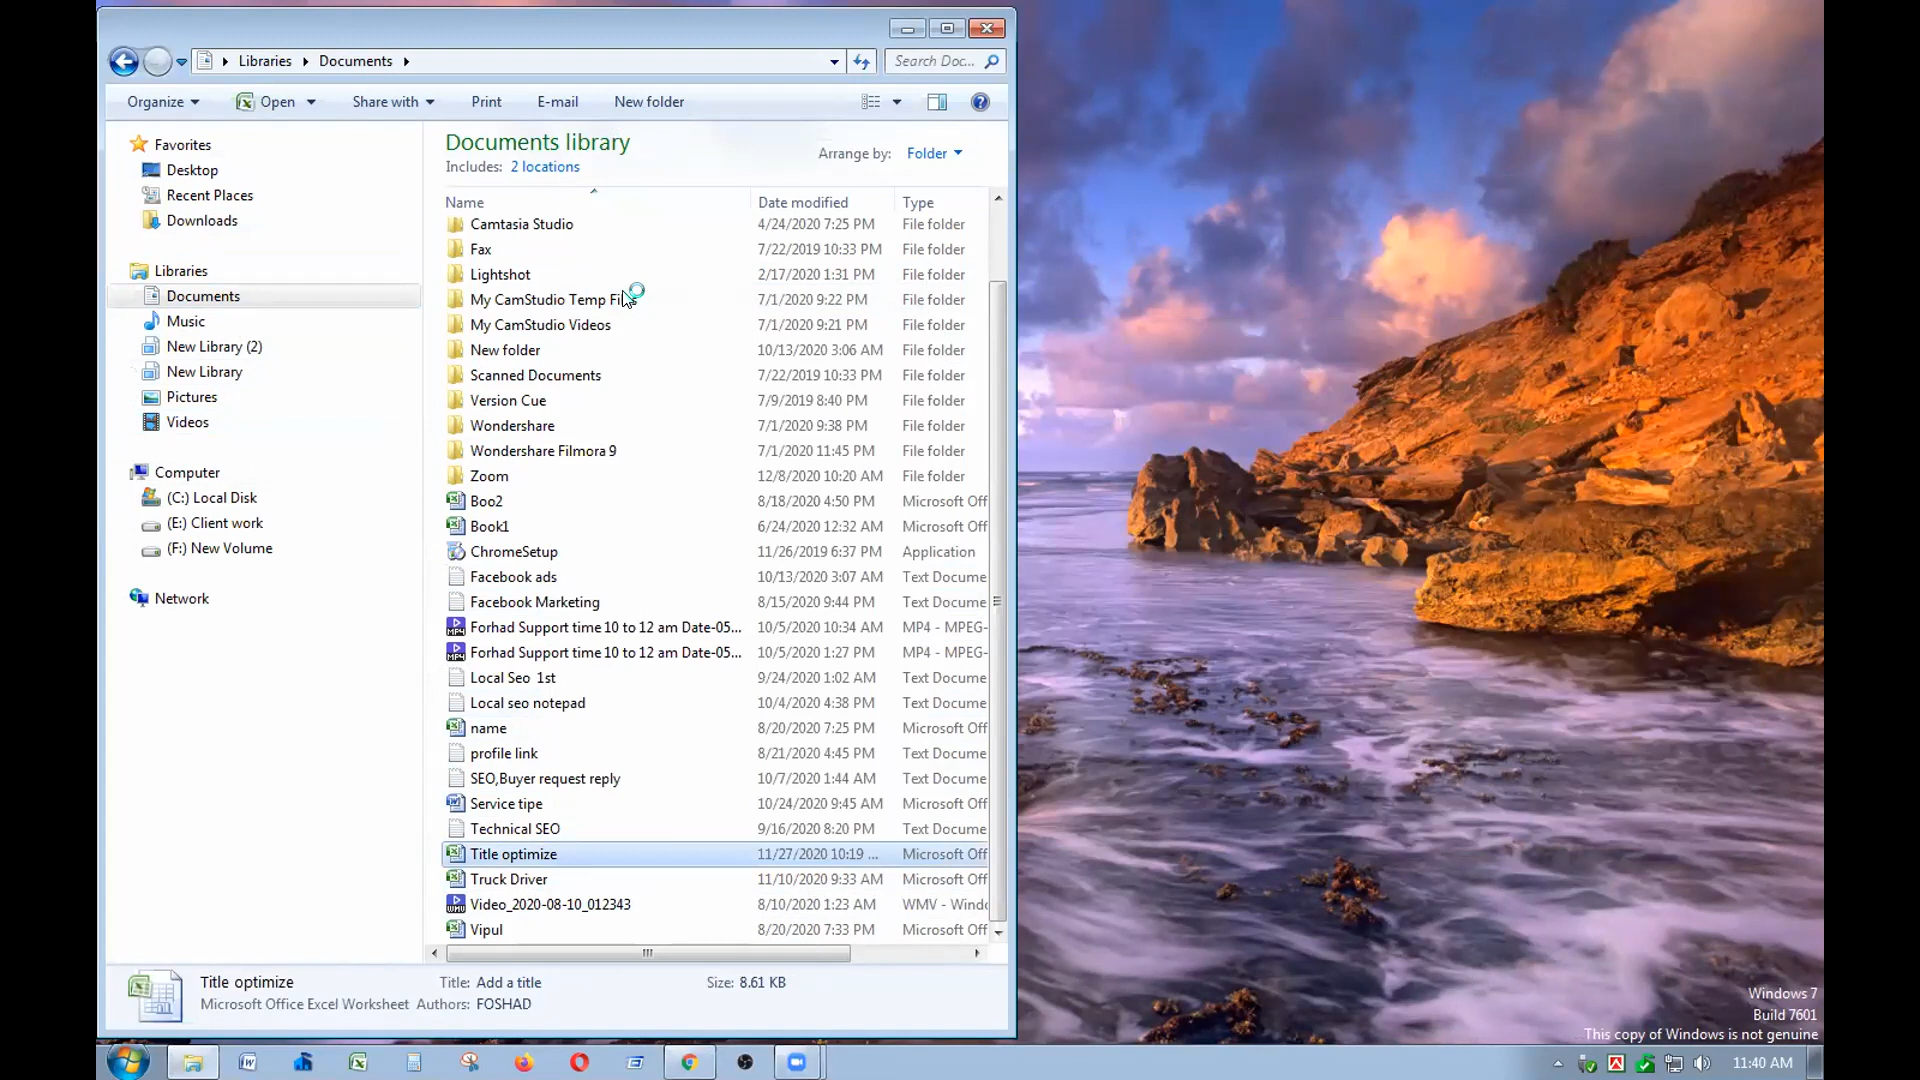 Libraries Documents
Search Doc...
Organize Open Share with Print E-mail New folder
Documents library
Includes: 2 locations
Arrange by: Folder
Favorites
Desktop
Recent Places
Downloads
Libraries
Documents
Music
New Library (2)
New Library
Pictures
Videos
Computer
(C:) Local Disk
(E:) Client work
(F:) New Volume
Network
Name Date modified Type
Camtasia Studio 4/24/2020 7:25 PM File folder
Fax 7/22/2019 10:33 PM File folder
Lightshot 2/17/2020 1:31 PM File folder
My CamStudio Temp Files 7/1/2020 9:22 PM File folder
My CamStudio Videos 7/1/2020 9:21 PM File folder
New folder 10/13/2020 3:06 AM File folder
Scanned Documents 7/22/2019 10:33 PM File folder
Version Cue 7/9/2019 8:40 PM File folder
Wondershare 7/1/2020 9:38 PM File folder
Wondershare Filmora 9 7/1/2020 11:45 PM File folder
Zoom 12/8/2020 10:20 AM File folder
Boo2 8/18/2020 4:50 PM Microsoft Off
Book1 6/24/2020 12:32 AM Microsoft Off
ChromeSetup 11/26/2019 6:37 PM Application
Facebook ads 10/13/2020 3:07 AM Text Docume
Facebook Marketing 8/15/2020 9:44 PM Text Docume
Forhad Support time 10 to 12 am Date-05... 10/5/2020 10:34 AM MP4 - MPEG-
Forhad Support time 10 to 12 am Date-05... 10/5/2020 1:27 PM MP4 - MPEG-
Local Seo 1st 9/24/2020 1:02 AM Text Docume
Local seo notepad 10/4/2020 4:38 PM Text Docume
name 8/20/2020 7:25 PM Microsoft Off
profile link 8/21/2020 4:45 PM Text Docume
SEO,Buyer request reply 10/7/2020 1:44 AM Text Docume
Service tipe 10/24/2020 9:45 AM Microsoft Off
Technical SEO 9/16/2020 8:20 PM Text Docume
Title optimize 11/27/2020 10:19 ... Microsoft Off
Truck Driver 11/10/2020 9:33 AM Microsoft Off
Video_2020-08-10_012343 8/10/2020 1:23 AM WMV - Windo
Vipul 8/20/2020 7:33 PM Microsoft Off
Title optimize Title: Add a title Size: 8.61 KB
Microsoft Office Excel Worksheet Authors: FOSHAD
Windows 7
Build 7601
This copy of Windows is not genuine
11:40 AM